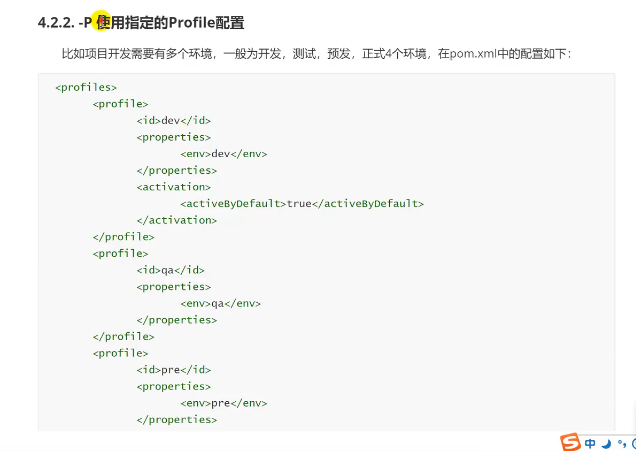 4.2.2. -P 使用指定的Profile配置
比如项目开发需要有多个环境，一般为开发，测试，预发，正式4个环境，在pom.xml中的配置如下：
<profiles>
<profile>
<id>dev</id>
<properties>
<env>dev</env>
</properties>
<activation>
<activeByDefault>true</activeByDefault>
</activation>
</profile>
<profile>
<id>qa</id>
<properties>
<env>qa</env>
</properties>
</profile>
<profile>
<id>pre</id>
<properties>
<env>pre</env>
</properties>
S 中